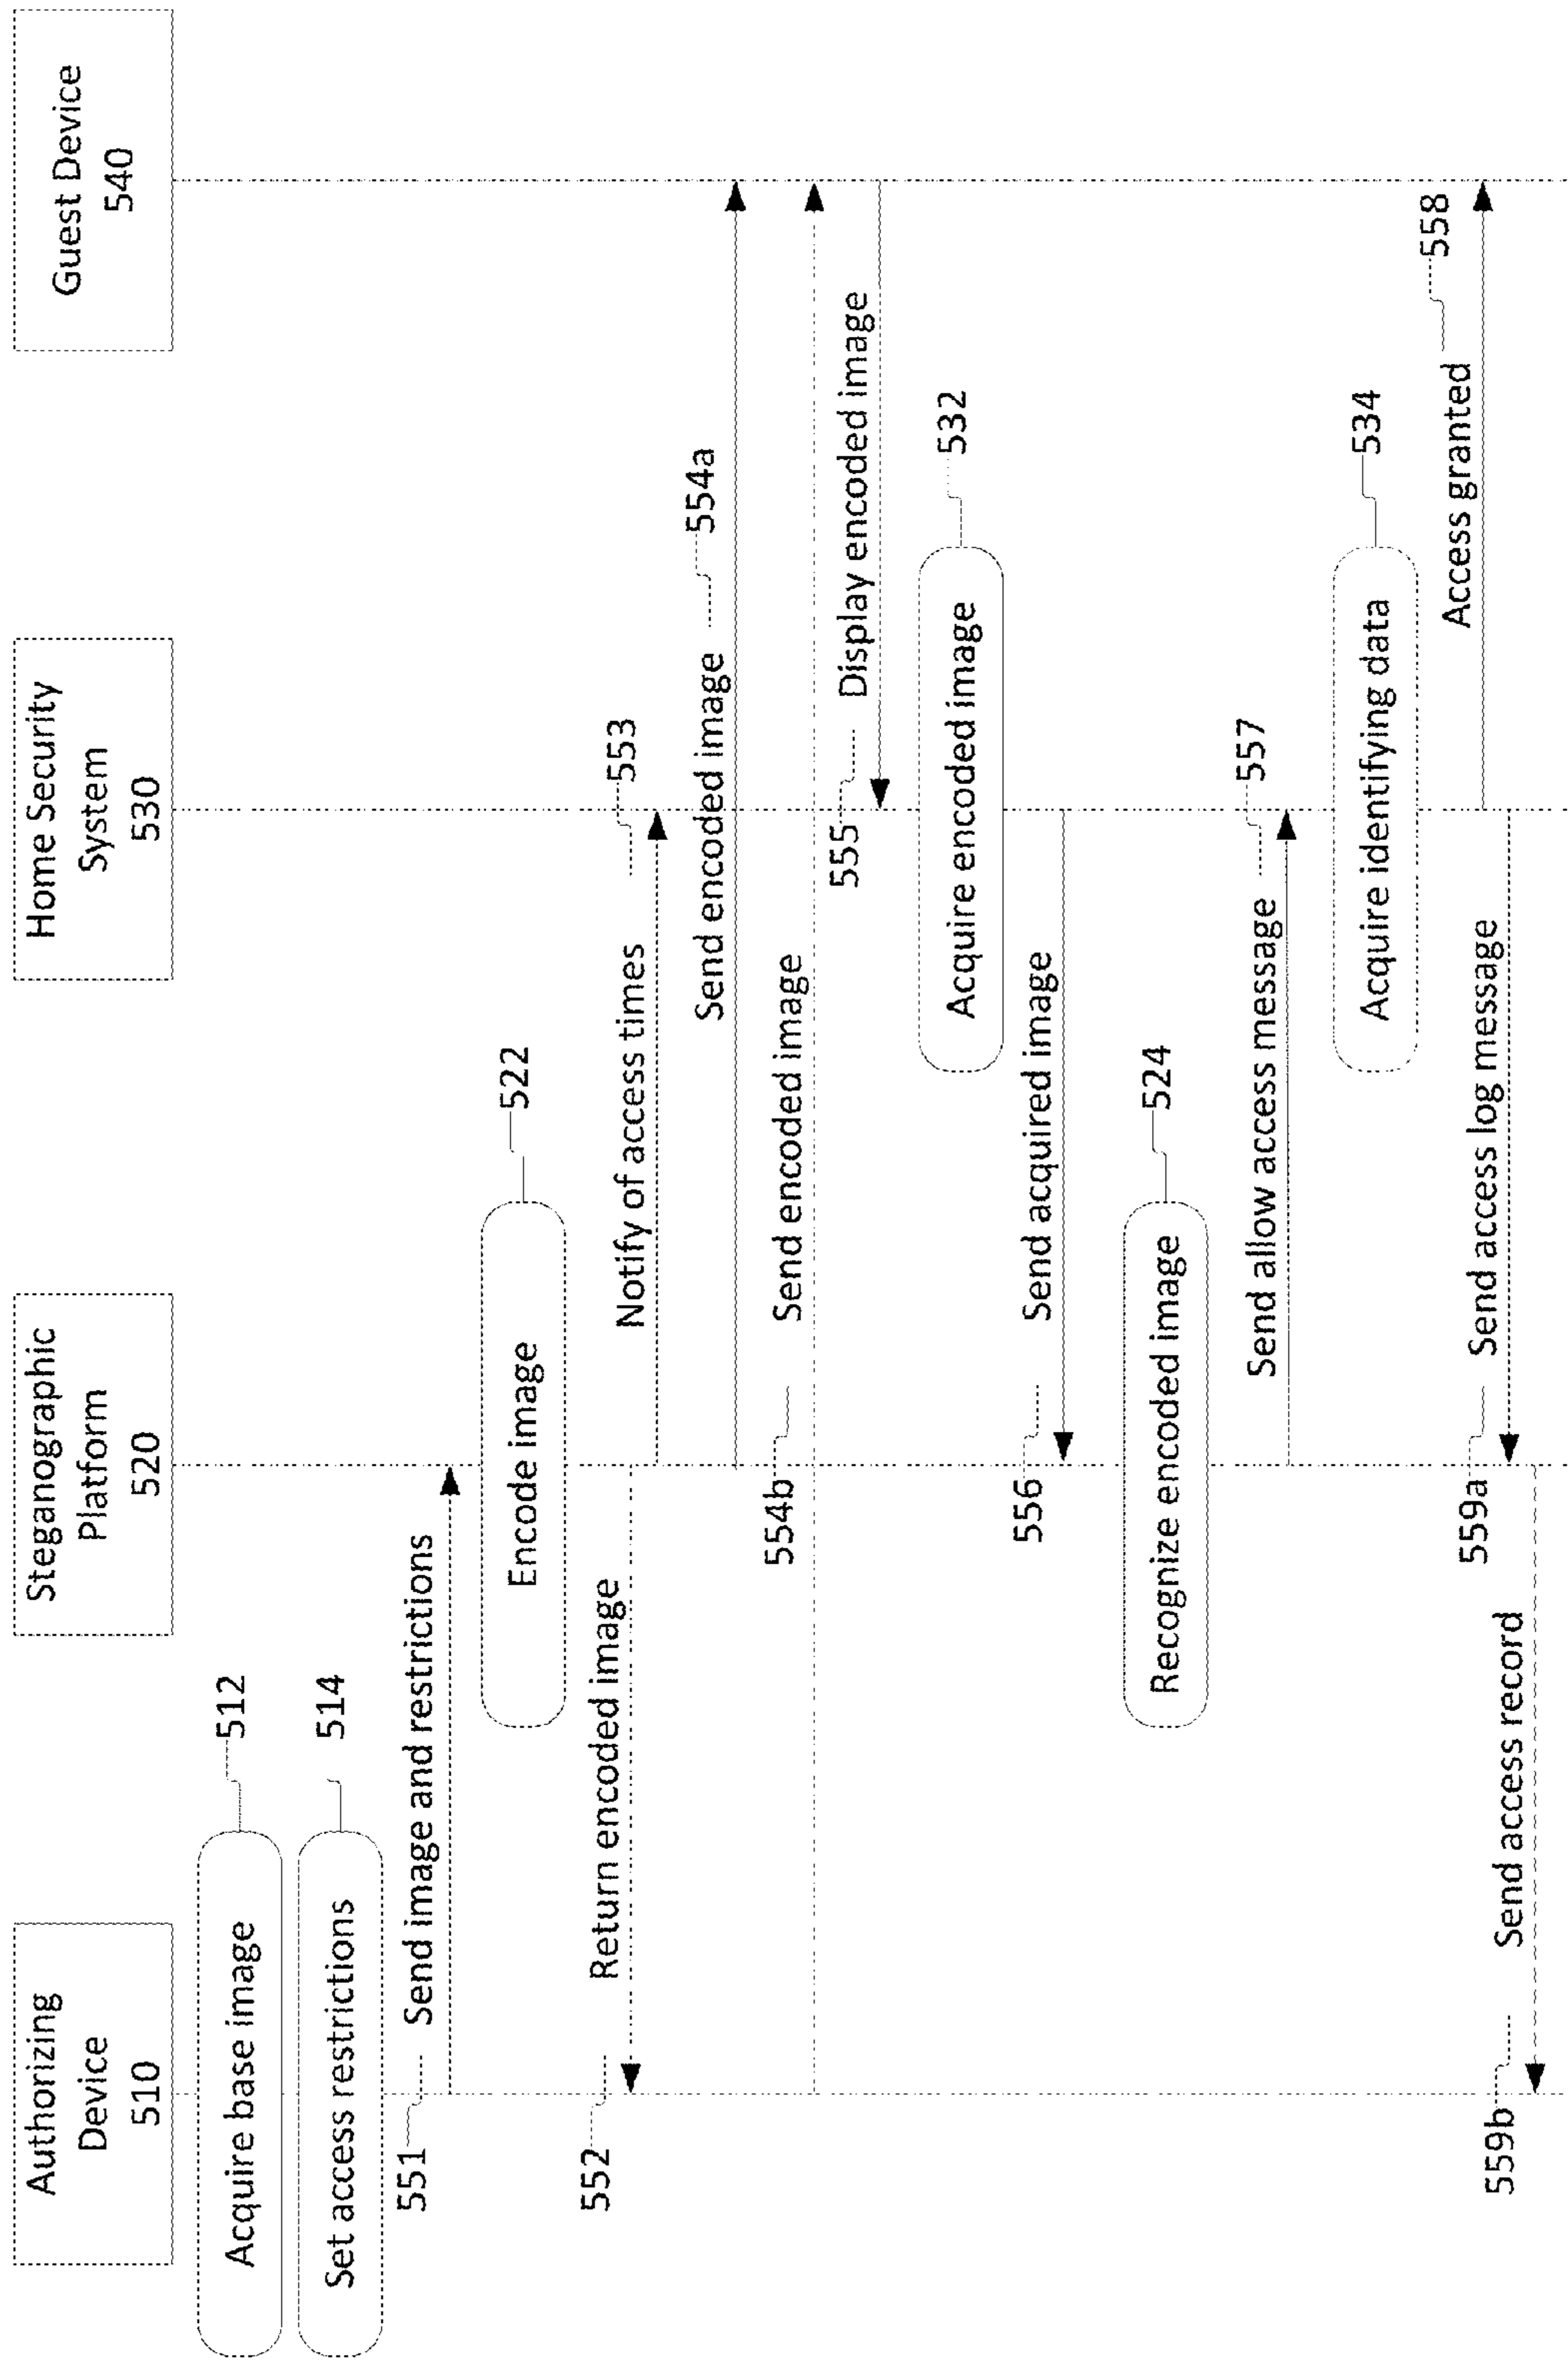 Authorizing
Device
510
Steganographic
Platform
520
Home Security
System
530
Guest Device
540
Acquire base image
512
Set access restrictions
514
551
Send image and restrictions
Encode image
522
552
Return encoded image
Notify of access times
553
Send encoded image
554a
554b
Send encoded image
555
Display encoded image
Acquire encoded image
532
556
Send acquired image
Recognize encoded image
524
Send allow access message
557
Acquire identifying data
534
Access granted
558
559a
Send access log message
559b
Send access record